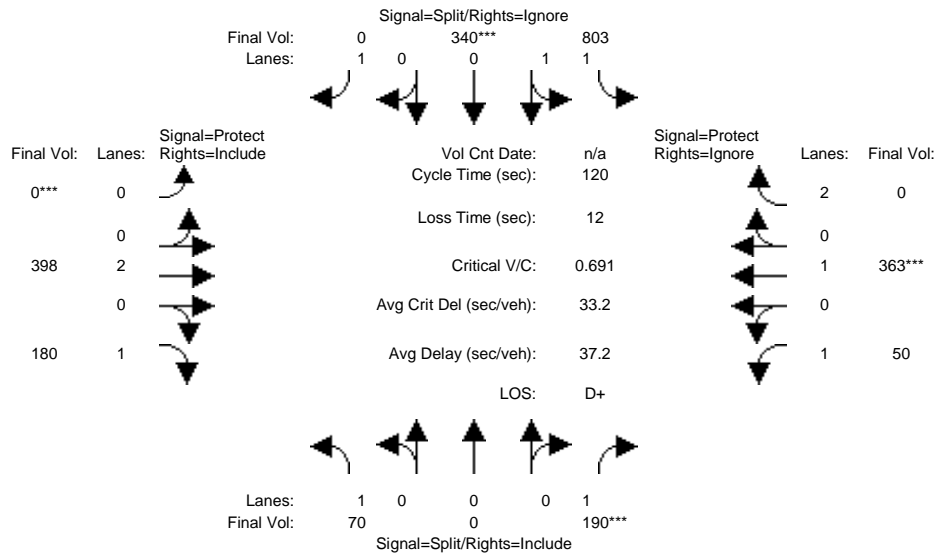 Signal=Split/Rights=Ignore
Final Vol: 0 340*** 803
Lanes: 1 0 0 1 1
Signal=Protect
Final Vol: Lanes: Rights=Include
Vol Cnt Date: n/a
Signal=Protect
Rights=Ignore Lanes: Final Vol:
Cycle Time (sec): 120
0*** 0
2 0
Loss Time (sec): 12
0
0
398 2
Critical V/C: 0.691
1 363***
0
Avg Crit Del (sec/veh): 33.2
0
180 1
Avg Delay (sec/veh): 37.2
1 50
LOS: D+
Lanes: 1 0 0 0 1
Final Vol: 70 0 190***
Signal=Split/Rights=Include